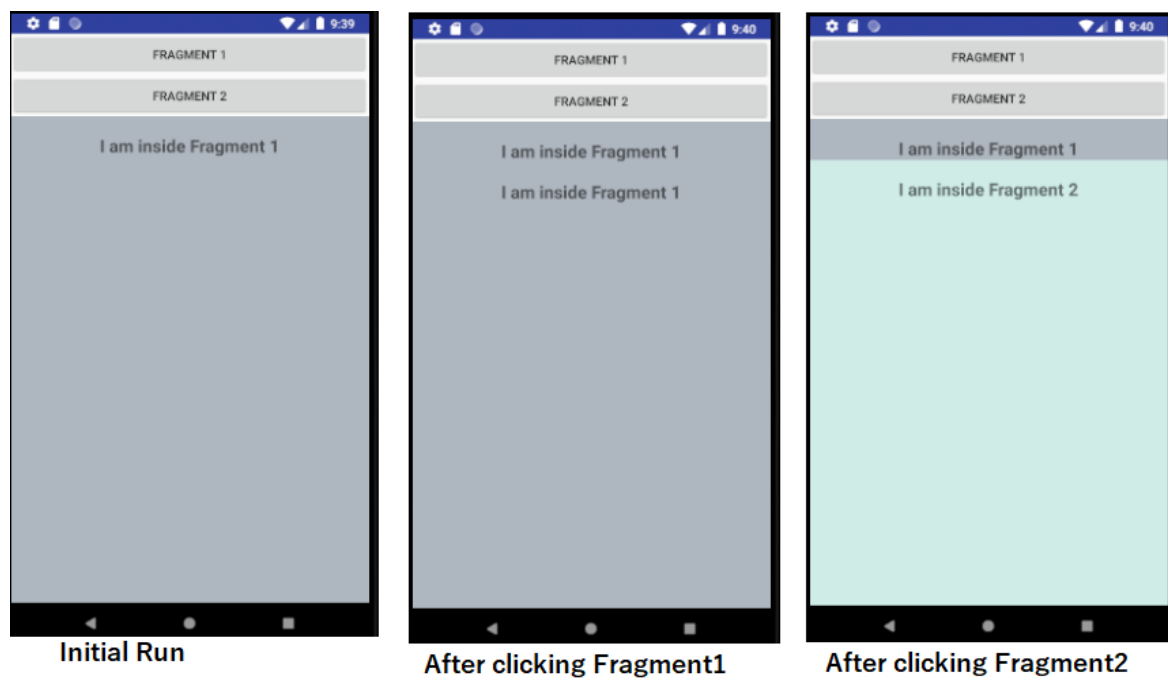 9:39
FRAGMENT 1
FRAGMENT 2
I am inside Fragment 1
Initial Run
9:40
FRAGMENT 1
FRAGMENT 2
I am inside Fragment 1
I am inside Fragment 1
After clicking Fragment1
9:40
FRAGMENT 1
FRAGMENT 2
I am inside Fragment 1
I am inside Fragment 2
After clicking Fragment2